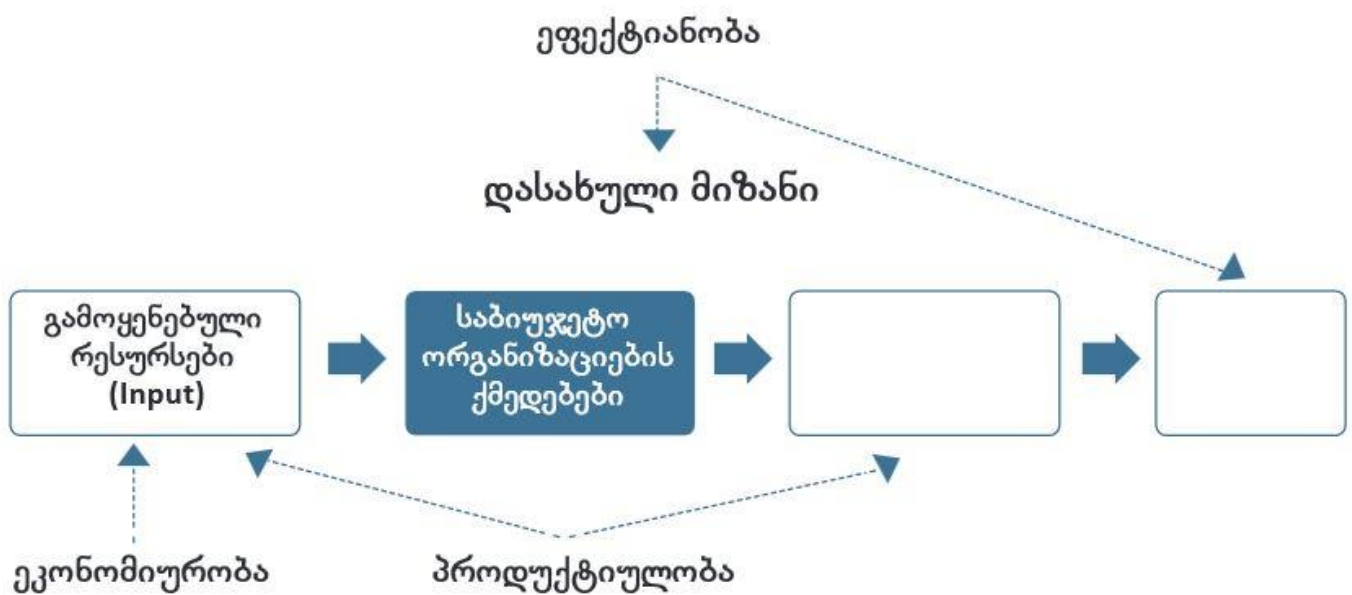 ეფექტიანობა
დასახული მიზანი
გამოყენებული
რესურსები
(Input)
საბიუჯეტო
ორგანიზაციების
ქმედებები
ეკონომიურობა
პროდუქტიულობა